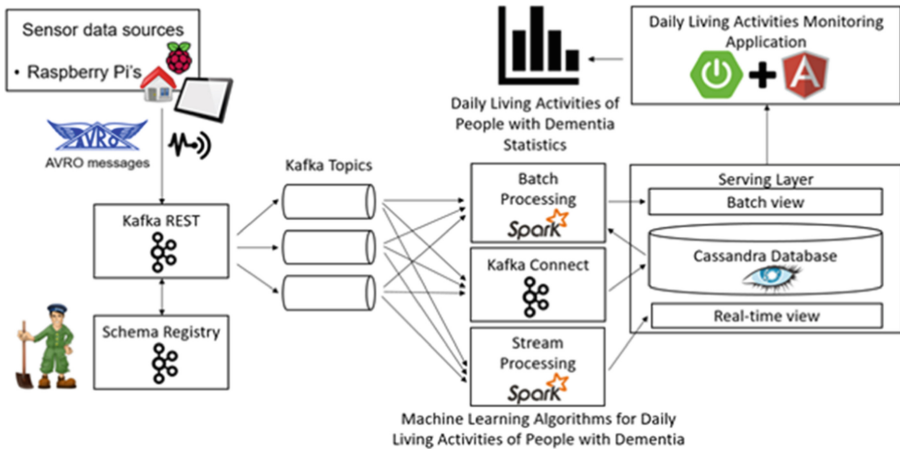 Sensor data sources
• Raspberry Pi's
AVRO
AVRO messages
Kafka REST
Schema Registry
Kafka Topics
Batch
Processing
Spark
Kafka Connect
Stream
Processing
Spark
Machine Learning Algorithms for Daily
Living Activities of People with Dementia
Daily Living Activities of
People with Dementia
Statistics
Daily Living Activities Monitoring
Application
Serving Layer
Batch view
Cassandra Database
Real-time view